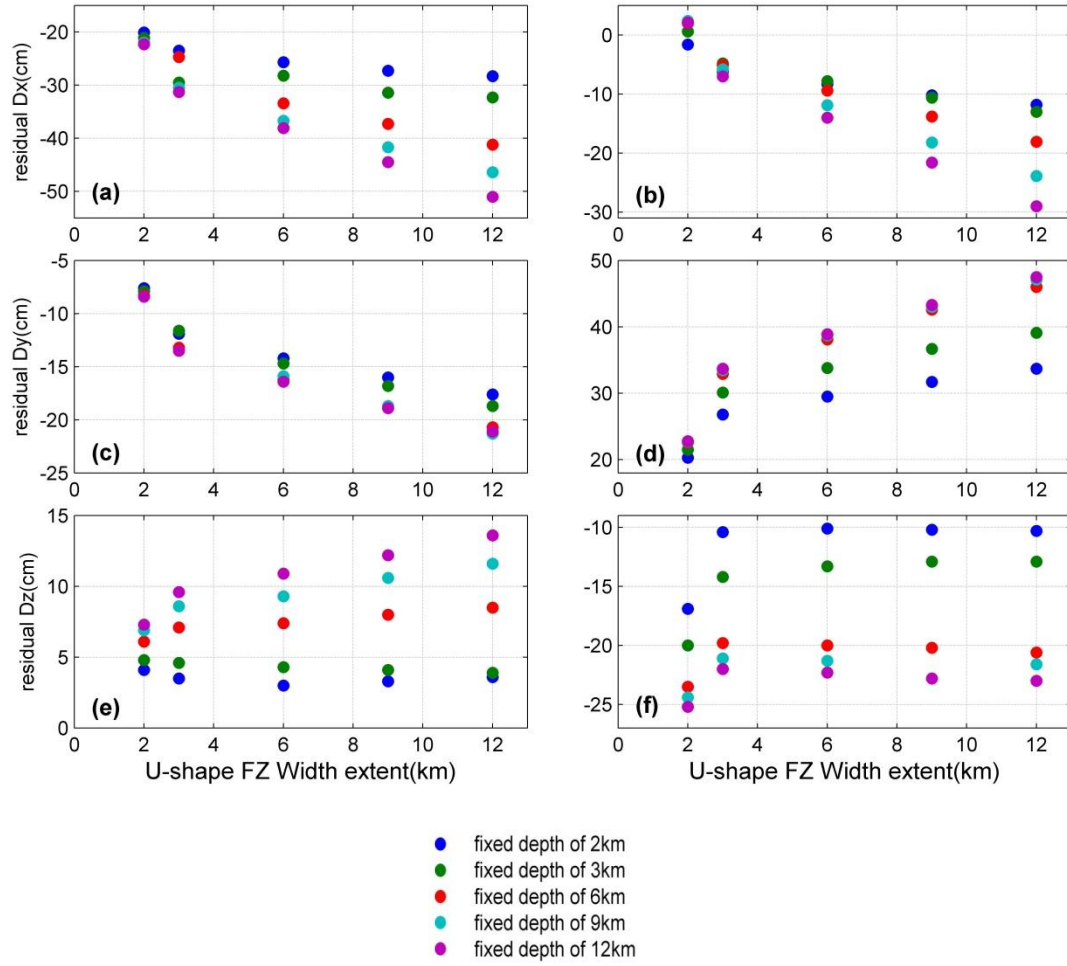 -20
-30
-40
-50
residual Dx(cm)
(a)
0 2 4 6 8 10 12
0
-10
-20
-30
(b)
0 2 4 6 8 10 12
-5
-10
-15
-20
-25
residual Dy(cm)
(c)
0 2 4 6 8 10 12
50
40
30
20
(d)
0 2 4 6 8 10 12
15
10
5
0
residual Dz(cm)
(e)
0 2 4 6 8 10 12
U-shape FZ Width extent(km)
-10
-15
-20
-25
(f)
0 2 4 6 8 10 12
U-shape FZ Width extent(km)
fixed depth of 2km
fixed depth of 3km
fixed depth of 6km
fixed depth of 9km
fixed depth of 12km